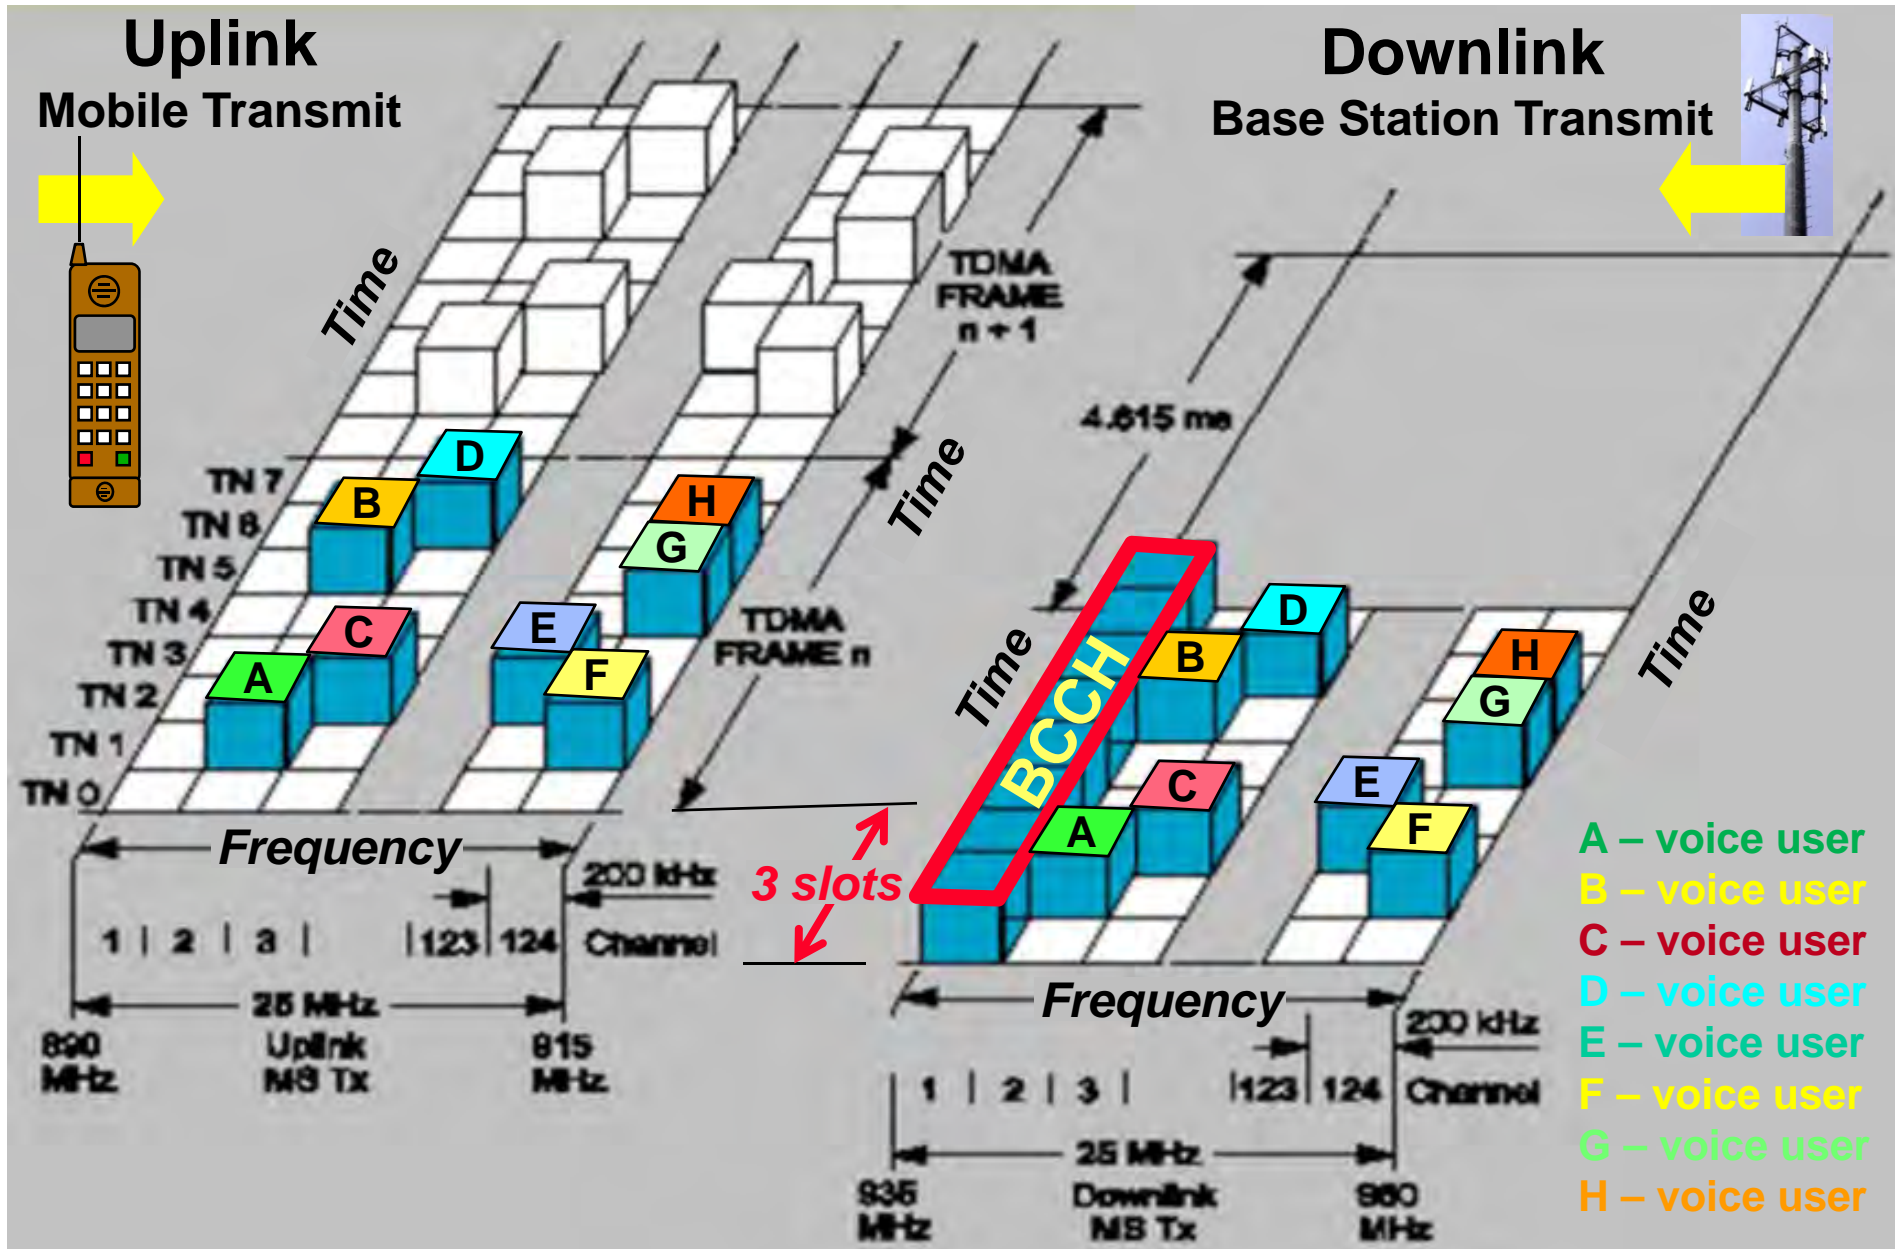 Uplink
Mobile Transmit
Downlink
Base Station Transmit
Time
TDMA
FRAME
n + 1
4.615 ms
Time
TN 7
TN 6
TN 5
TN 4
TN 3
TN 2
TN 1
TN 0
D
B
C
A
H
G
E
F
TDMA
FRAME n
Time
Time
BCCH
D
B
C
A
H
G
E
F
3 slots
Frequency
200 kHz
1 | 2 | 3 | | 123 | 124 Channel
25 MHz
890
MHz
Uplink
MS Tx
915
MHz
Frequency
200 kHz
1 | 2 | 3 | | 123 | 124 Channel
25 MHz
935
MHz
Downlink
MS Tx
960
MHz
A – voice user
B – voice user
C – voice user
D – voice user
E – voice user
F – voice user
G – voice user
H – voice user